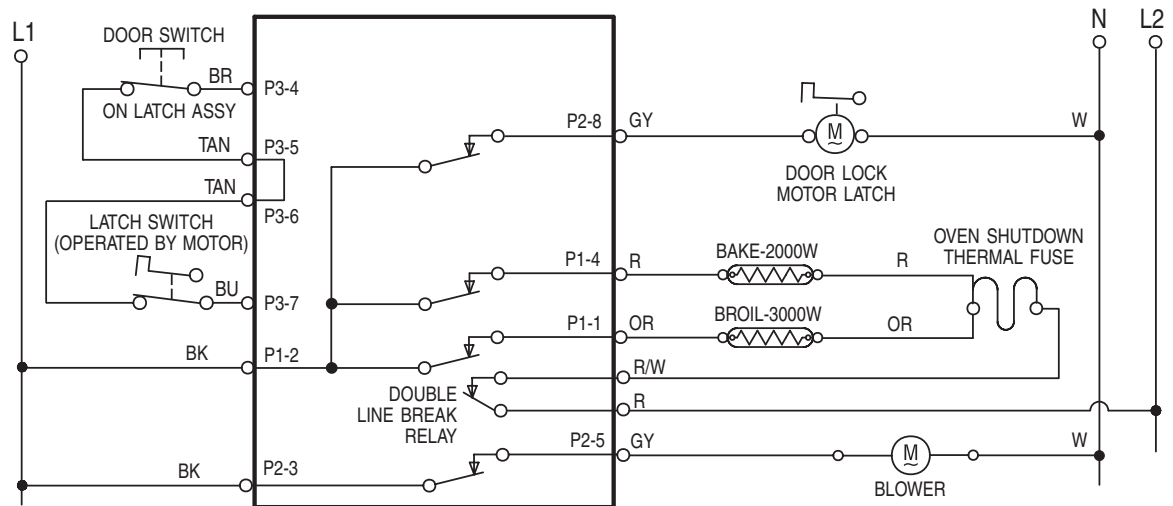 L1
N
L2
DOOR SWITCH
BR
P3-4
ON LATCH ASSY
P2-8
GY
M
W
TAN
P3-5
DOOR LOCK
MOTOR LATCH
TAN
P3-6
LATCH SWITCH
(OPERATED BY MOTOR)
OVEN SHUTDOWN
THERMAL FUSE
P1-4
R
BAKE-2000W
R
BU
P3-7
P1-1
OR
BROIL-3000W
OR
BK
P1-2
R/W
DOUBLE
LINE BREAK
RELAY
R
P2-5
GY
M
W
BK
P2-3
BLOWER